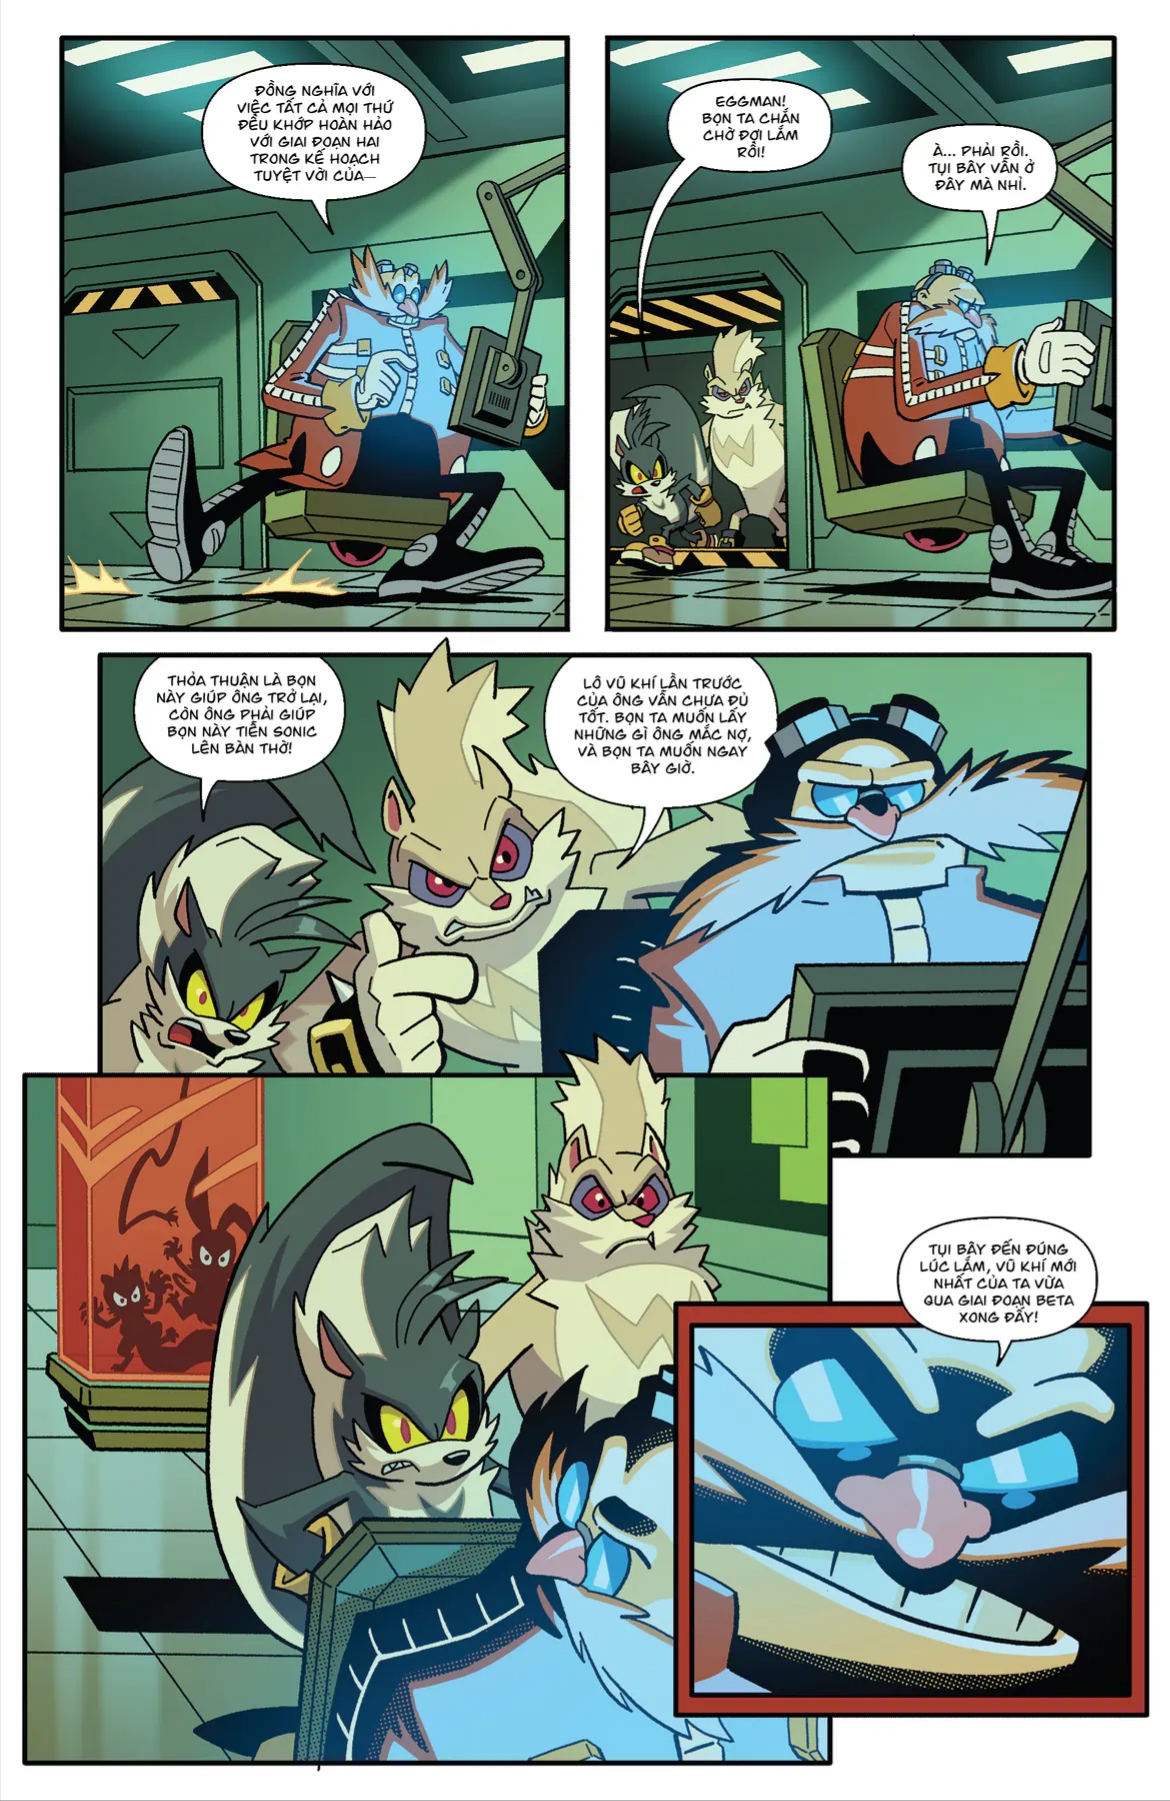 ĐỒNG NGHĨA VỚI
VIỆC TẤT CẢ MỌI THỨ
ĐỀU KHỚP HOÀN HẢO
VỚI GIAI ĐOẠN HAI
TRONG KẾ HOẠCH
TUYỆT VỜI CỦA—
EGGMAN!
BỌN TA CHẮN
CHỜ ĐỢI LẮM
RỒI!
À... PHẢI RỒI.
TỤI BÂY VẪN Ở
ĐÂY MÀ NHỈ.
THỎA THUẬN LÀ BỌN
NÀY GIÚP ÔNG TRỞ LẠI,
CÒN ÔNG PHẢI GIÚP
BỌN NÀY TIỄN SONIC
LÊN BÀN THỜ!
LÔ VŨ KHÍ LẦN TRƯỚC
CỦA ÔNG VẪN CHƯA ĐỦ
TỐT. BỌN TA MUỐN LẤY
NHỮNG GÌ ÔNG MẮC NỢ,
VÀ BỌN TA MUỐN NGAY
BÂY GIỜ.
TỤI BÂY ĐẾN ĐÚNG
LÚC LẮM, VŨ KHÍ MỚI
NHẤT CỦA TA VỪA
QUA GIAI ĐOẠN BETA
XONG ĐẤY!